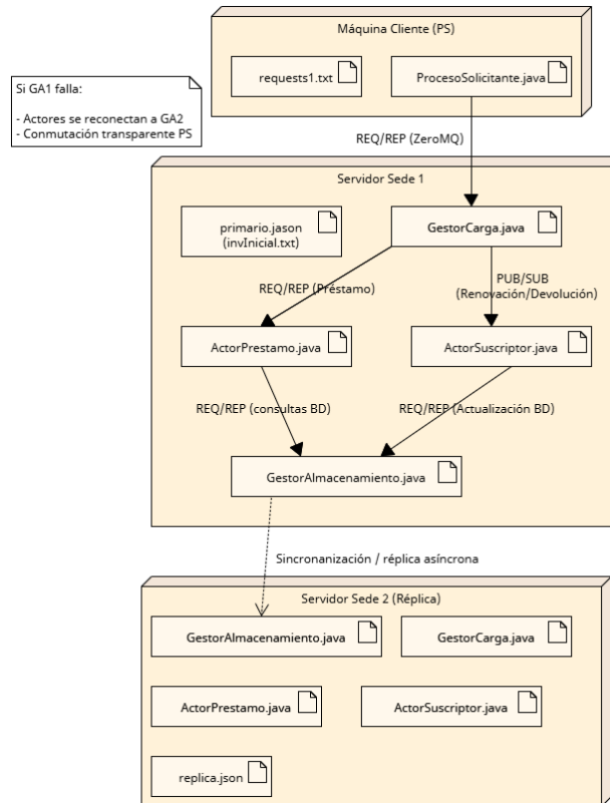 Máquina Cliente (PS)
requests1.txt
ProcesoSolicitante.java
Si GA1 falla:
- Actores se reconectan a GA2
- Conmutación transparente PS
REQ/REP (ZeroMQ)
Servidor Sede 1
primario.jason
(invInicial.txt)
GestorCarga.java
REQ/REP (Préstamo)
PUB/SUB
(Renovación/Devolución)
ActorPrestamo.java
ActorSuscriptor.java
REQ/REP (consultas BD)
REQ/REP (Actualización BD)
GestorAlmacenamiento.java
Sincronanización / réplica asíncrona
Servidor Sede 2 (Réplica)
GestorAlmacenamiento.java
GestorCarga.java
ActorPrestamo.java
ActorSuscriptor.java
replica.json